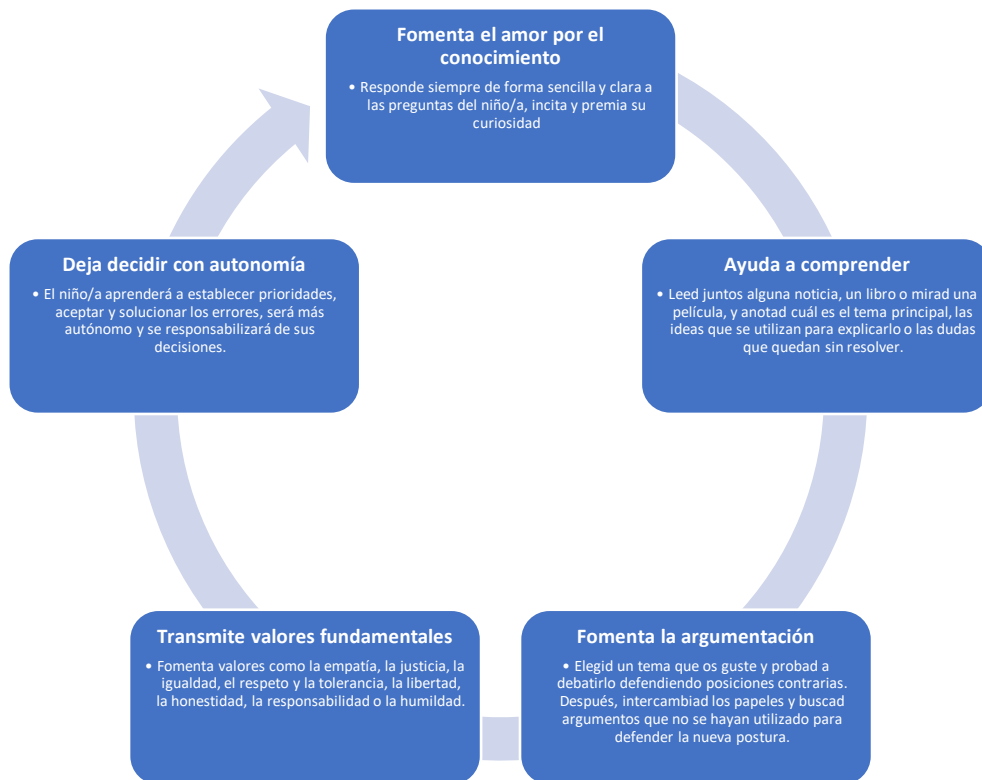 Fomenta el amor por el
conocimiento
• Responde siempre de forma sencilla y clara a
las preguntas del niño/a, incita y premia su
curiosidad
Ayuda a comprender
• Leed juntos alguna noticia, un libro o mirad una
película, y anotad cuál es el tema principal, las
ideas que se utilizan para explicarlo o las dudas
que quedan sin resolver.
Fomenta la argumentación
• Elegid un tema que os guste y probad a
debatirlo defendiendo posiciones contrarias.
Después, intercambiad los papeles y buscad
argumentos que no se hayan utilizado para
defender la nueva postura.
Transmite valores fundamentales
• Fomenta valores como la empatía, la justicia, la
igualdad, el respeto y la tolerancia, la libertad,
la honestidad, la responsabilidad o la humildad.
Deja decidir con autonomía
• El niño/a aprenderá a establecer prioridades,
aceptar y solucionar los errores, será más
autónomo y se responsabilizará de sus
decisiones.